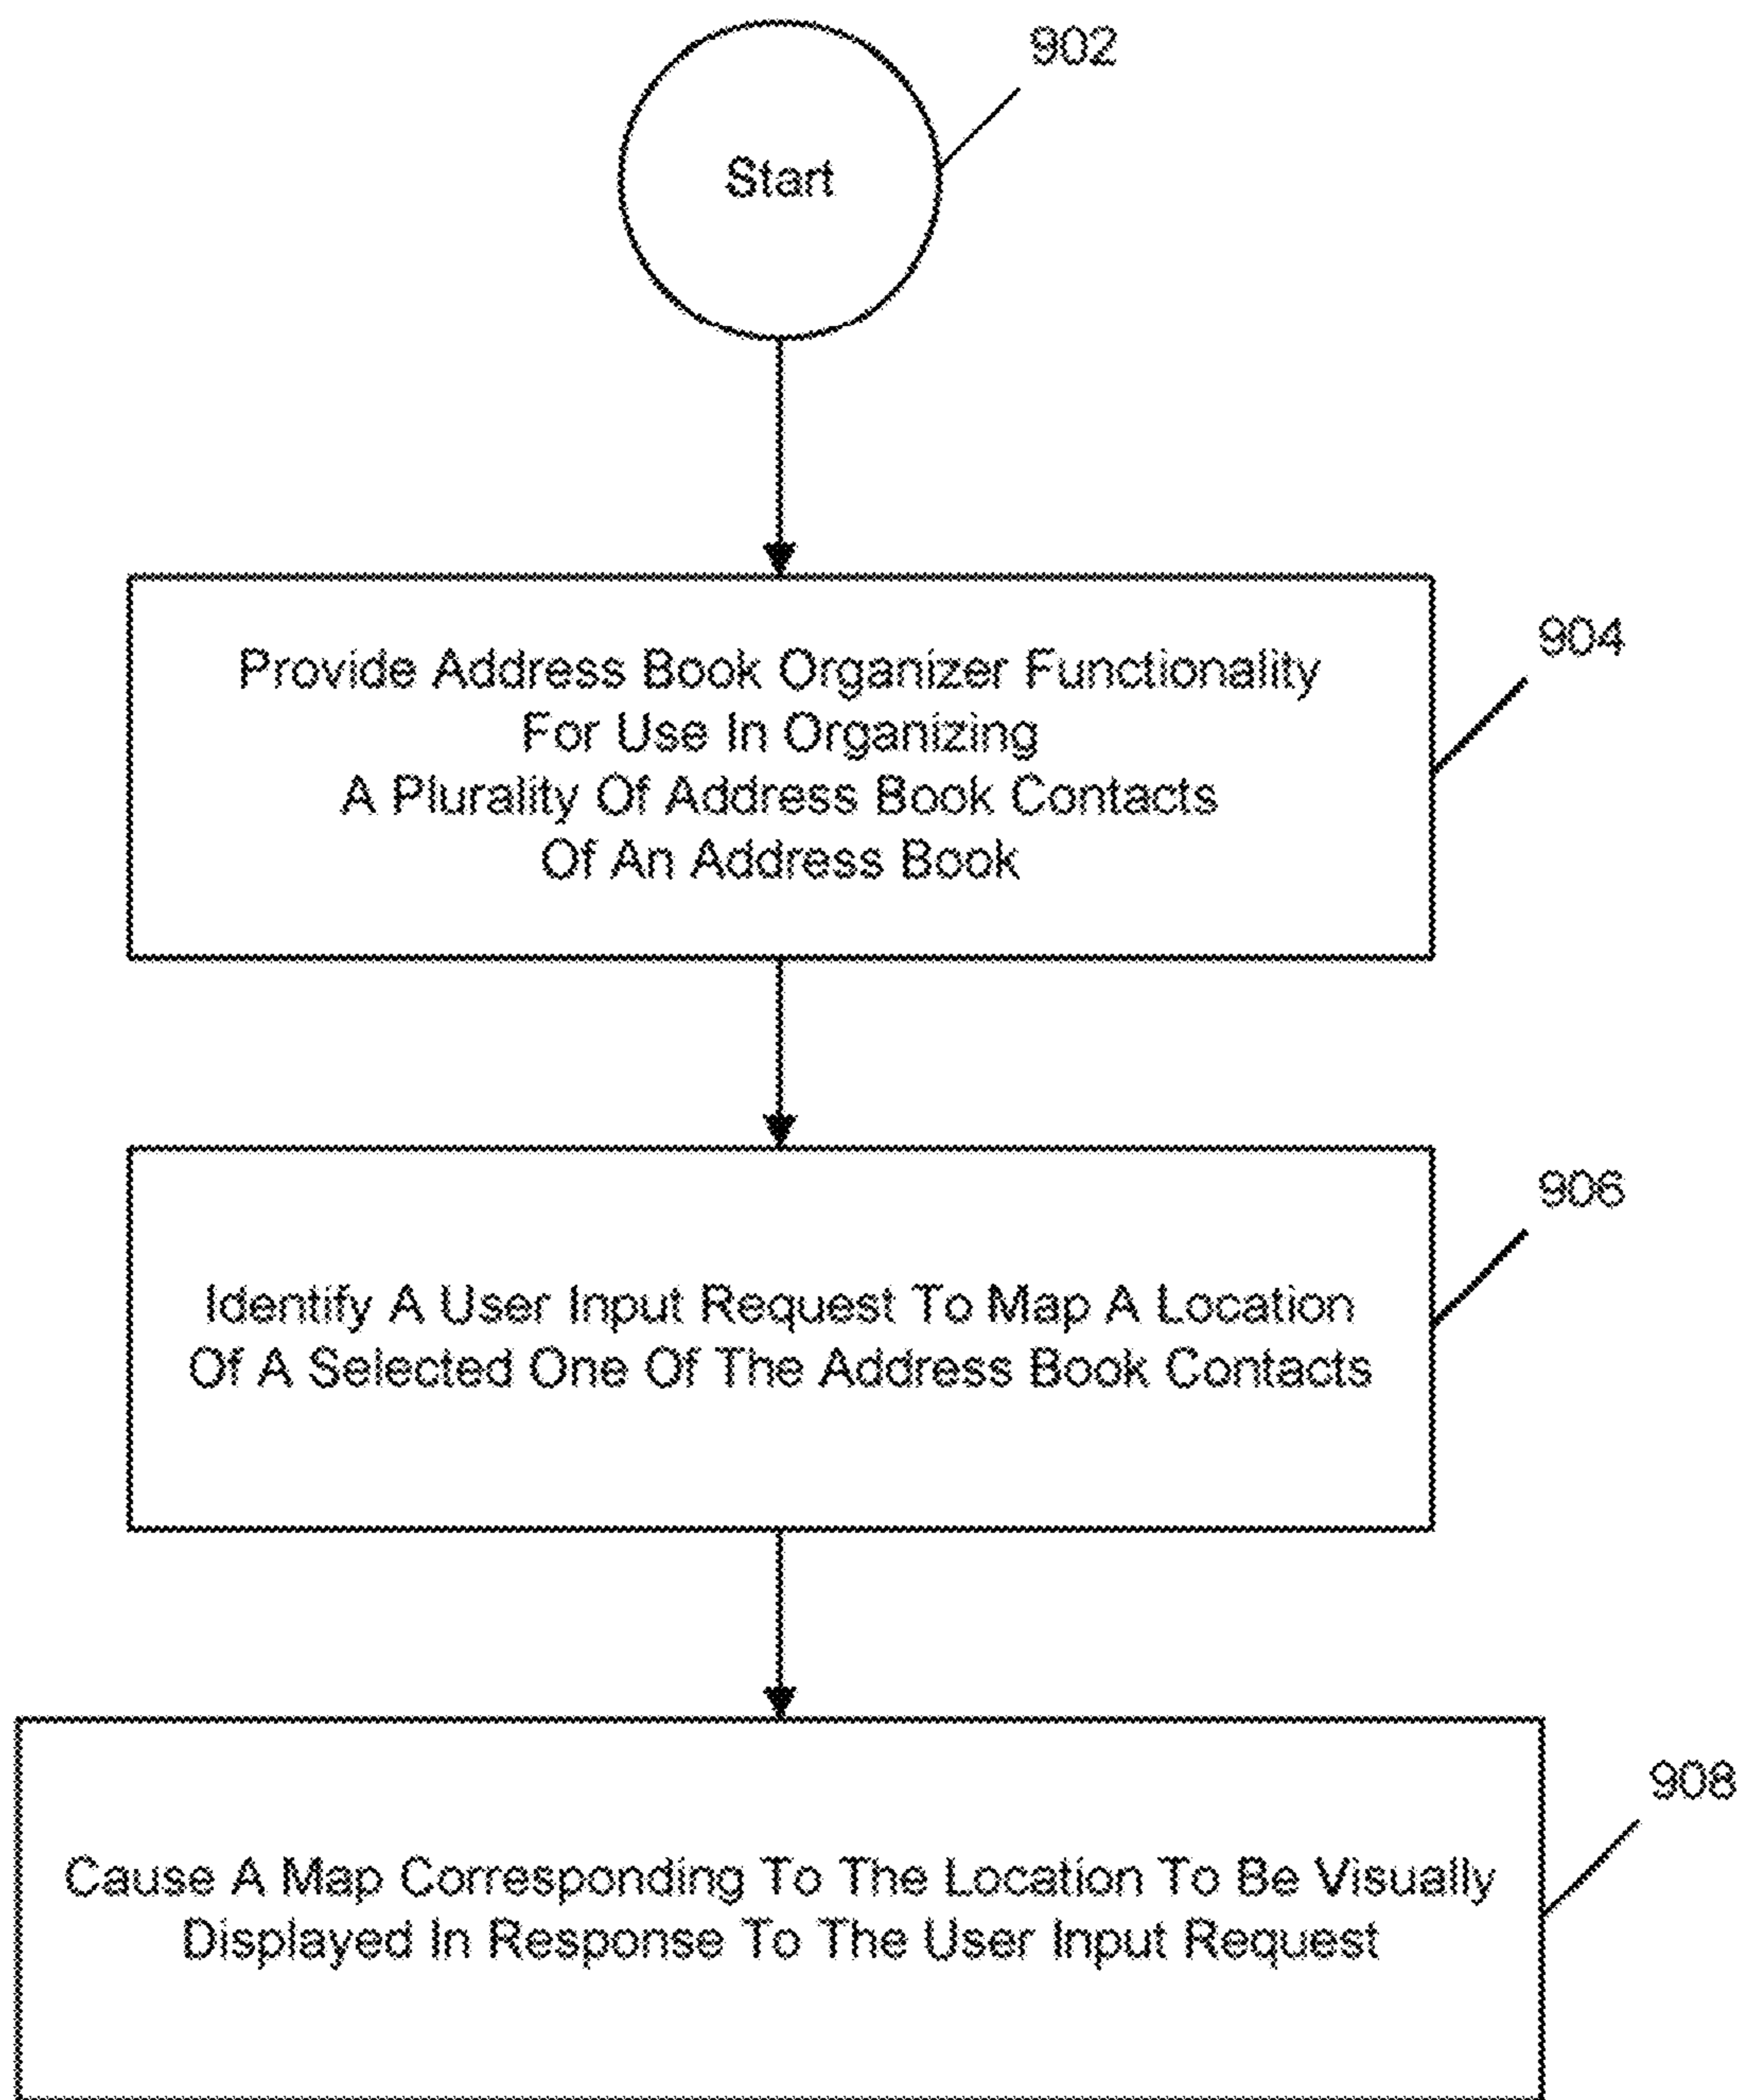 902
Start
904
Provide Address Book Organizer Functionality
For Use In Organizing
A Plurality Of Address Book Contacts
Of An Address Book
906
Identify A User Input Request To Map A Location
Of A Selected One Of The Address Book Contacts
908
Cause A Map Corresponding To The Location To Be Visually
Displayed In Response To The User Input Request